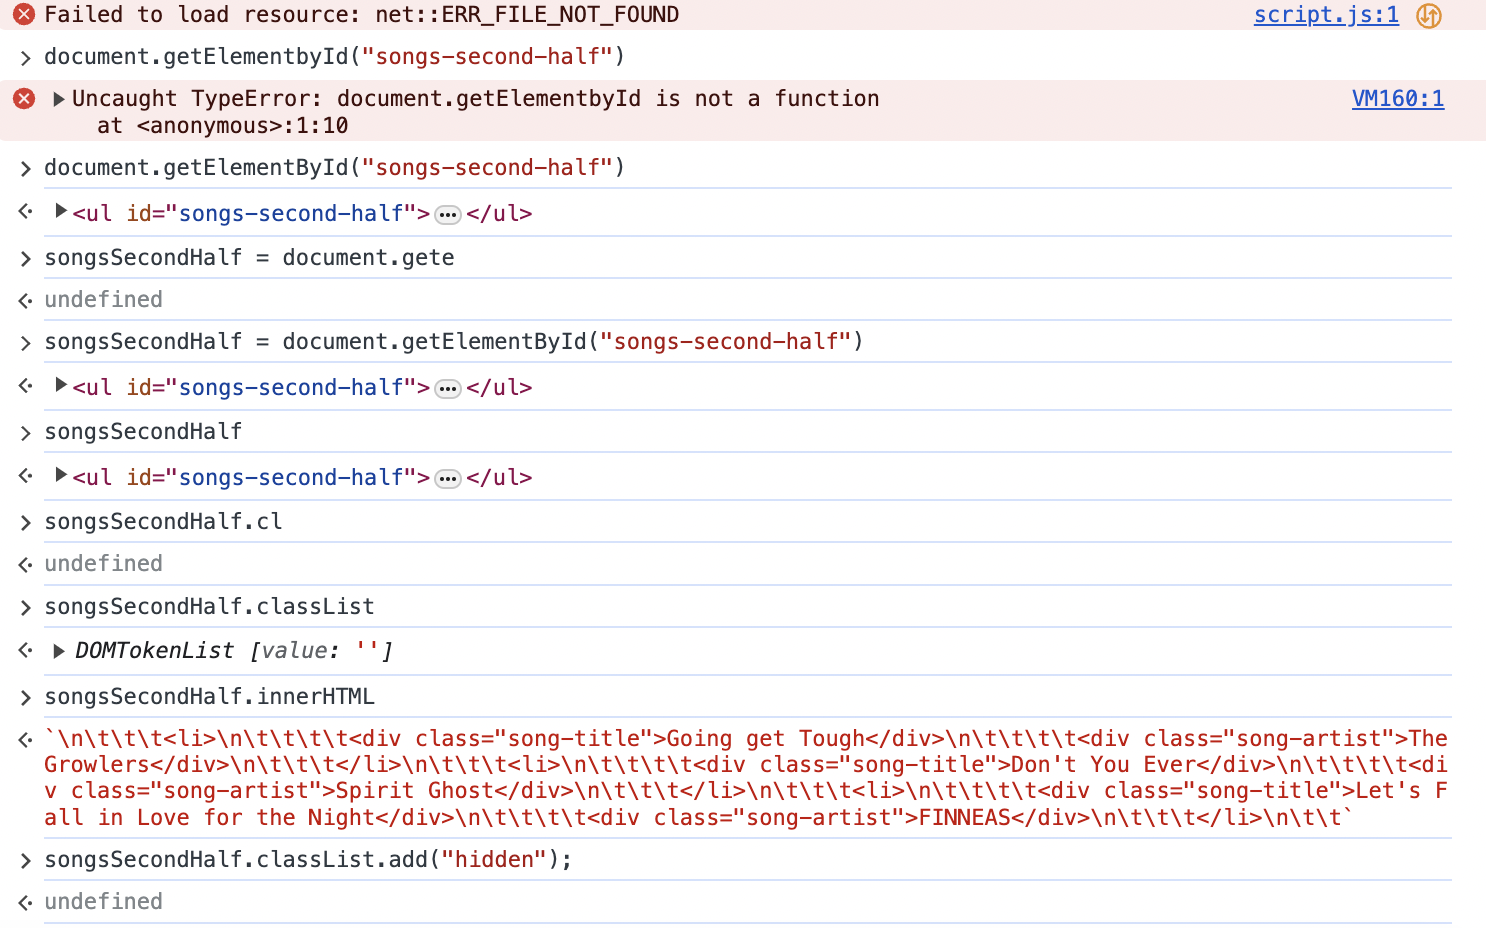 Failed to load resource: net::ERR_FILE_NOT_FOUND script.js:1
> document.getElementbyId("songs-second-half")
Uncaught TypeError: document.getElementbyId is not a function VM160:1
at <anonymous>:1:10
> document.getElementById("songs-second-half")
<ul id="songs-second-half">…</ul>
> songsSecondHalf = document.gete
undefined
> songsSecondHalf = document.getElementById("songs-second-half")
<ul id="songs-second-half">…</ul>
> songsSecondHalf
<ul id="songs-second-half">…</ul>
> songsSecondHalf.cl
undefined
> songsSecondHalf.classList
DOMTokenList [value: '']
> songsSecondHalf.innerHTML
`\n\t\t\t<li>\n\t\t\t\t<div class="song-title">Going get Tough</div>\n\t\t\t\t<div class="song-artist">The
Growlers</div>\n\t\t\t</li>\n\t\t\t<li>\n\t\t\t\t<div class="song-title">Don't You Ever</div>\n\t\t\t\t<di
v class="song-artist">Spirit Ghost</div>\n\t\t\t</li>\n\t\t\t<li>\n\t\t\t\t<div class="song-title">Let's F
all in Love for the Night</div>\n\t\t\t\t<div class="song-artist">FINNEAS</div>\n\t\t\t</li>\n\t\t`
> songsSecondHalf.classList.add("hidden");
undefined